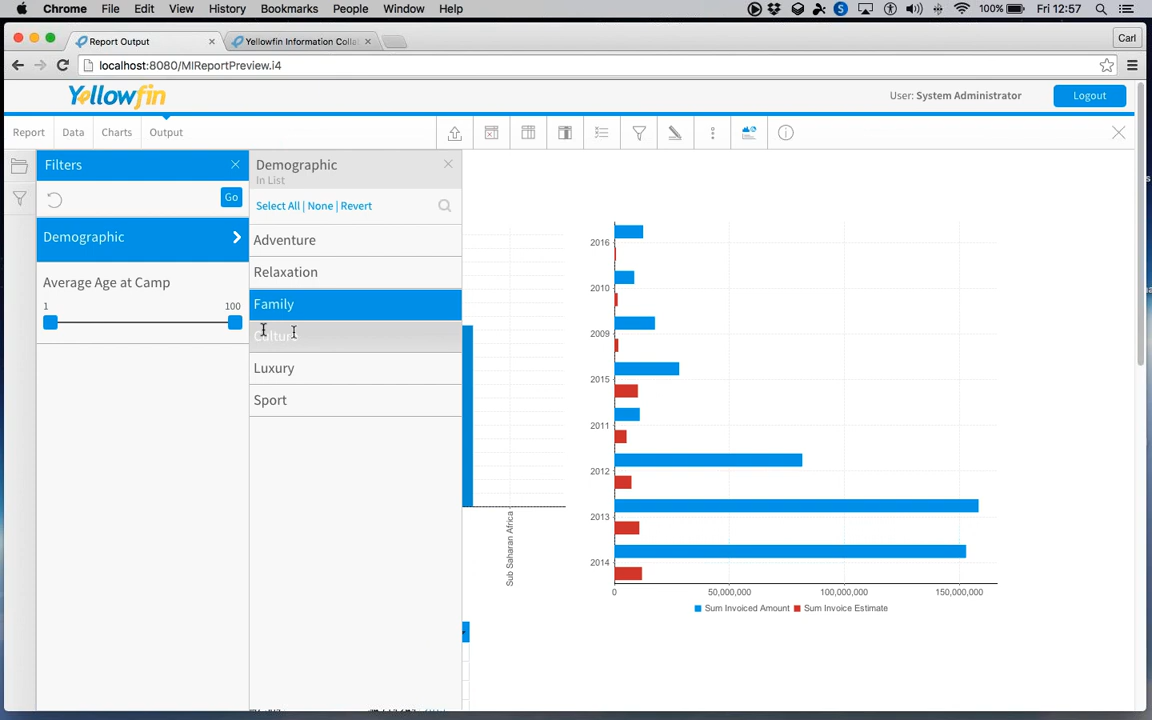 Chrome File Edit View History Bookmarks People Window Help 100% Fri 12:57
Report Output Yellowfin Information Colla Carl
localhost:8080/MIReportPreview.i4
Yellowfin User: System Administrator Logout
Report Data Charts Output
Filters
Go
Demographic
Average Age at Camp
1 100
Demographic
In List
Select All | None | Revert
Adventure
Relaxation
Family
Culture
Luxury
Sport
Sub Saharan Africa
2016
2010
2009
2015
2011
2012
2013
2014
0 50,000,000 100,000,000 150,000,000
Sum Invoiced Amount Sum Invoice Estimate